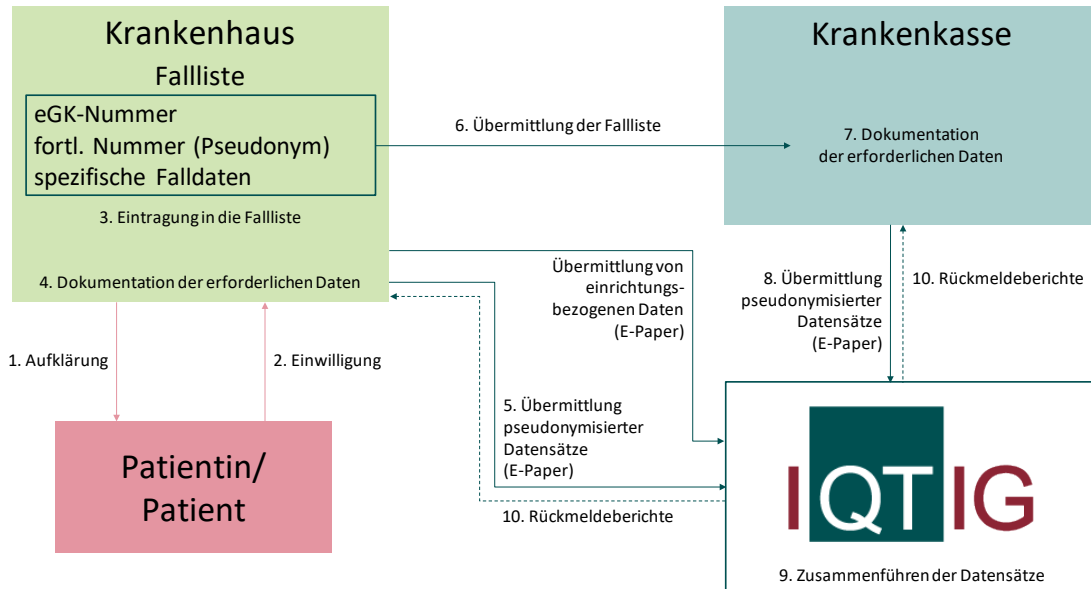 Krankenhaus
Fallliste
eGK-Nummer
fortl. Nummer (Pseudonym)
spezifische Falldaten
3. Eintragung in die Fallliste
4. Dokumentation der erforderlichen Daten
6. Übermittlung der Fallliste
Krankenkasse
7. Dokumentation
der erforderlichen Daten
1. Aufklärung
2. Einwilligung
Übermittlung von
einrichtungs-
bezogenen Daten
(E-Paper)
8. Übermittlung
pseudonymisierter
Datensätze
(E-Paper)
10. Rückmeldeberichte
5. Übermittlung
pseudonymisierter
Datensätze
(E-Paper)
10. Rückmeldeberichte
Patientin/
Patient
IQTIG
9. Zusammenführen der Datensätze